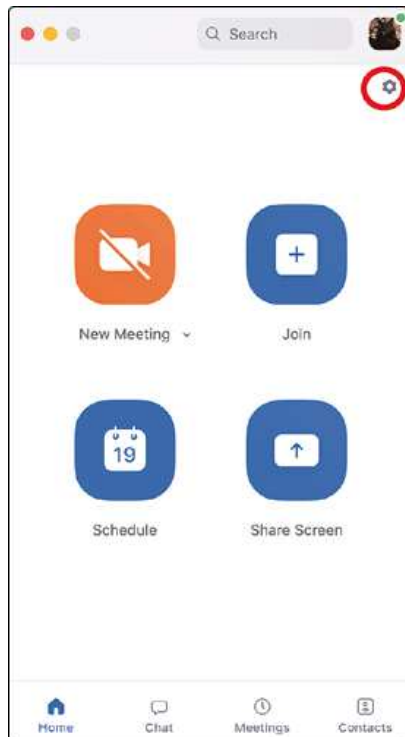 Search
New Meeting
Join
19
Schedule
Share Screen
Home
Chat
Meetings
Contacts